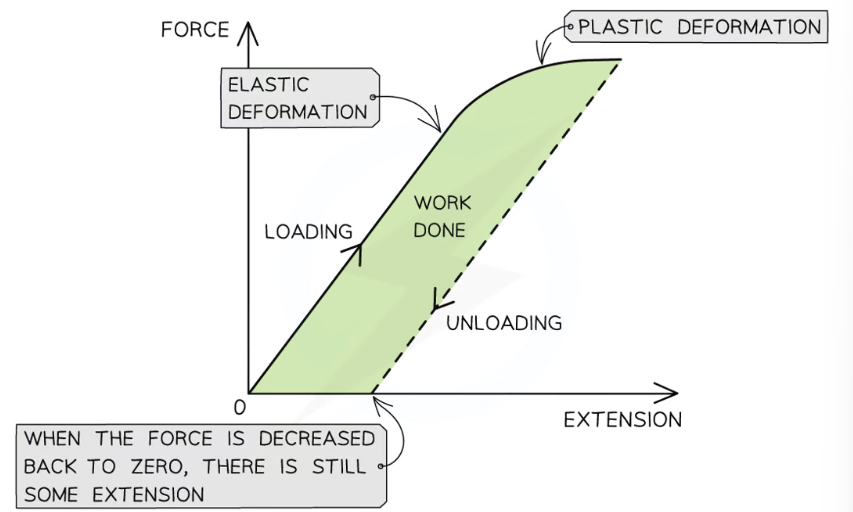 FORCE
PLASTIC DEFORMATION
ELASTIC
DEFORMATION
WORK
DONE
LOADING
UNLOADING
O
EXTENSION
WHEN THE FORCE IS DECREASED
BACK TO ZERO, THERE IS STILL
SOME EXTENSION